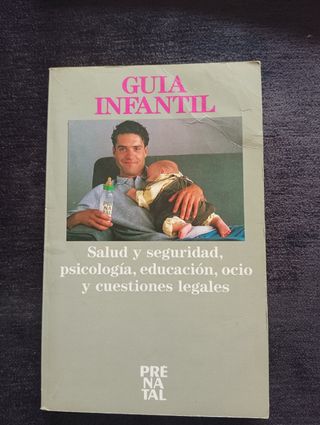 GUIA
INFANTIL
Salud y seguridad,
psicología, educación, ocio
y cuestiones legales
PRE
NA
TAL